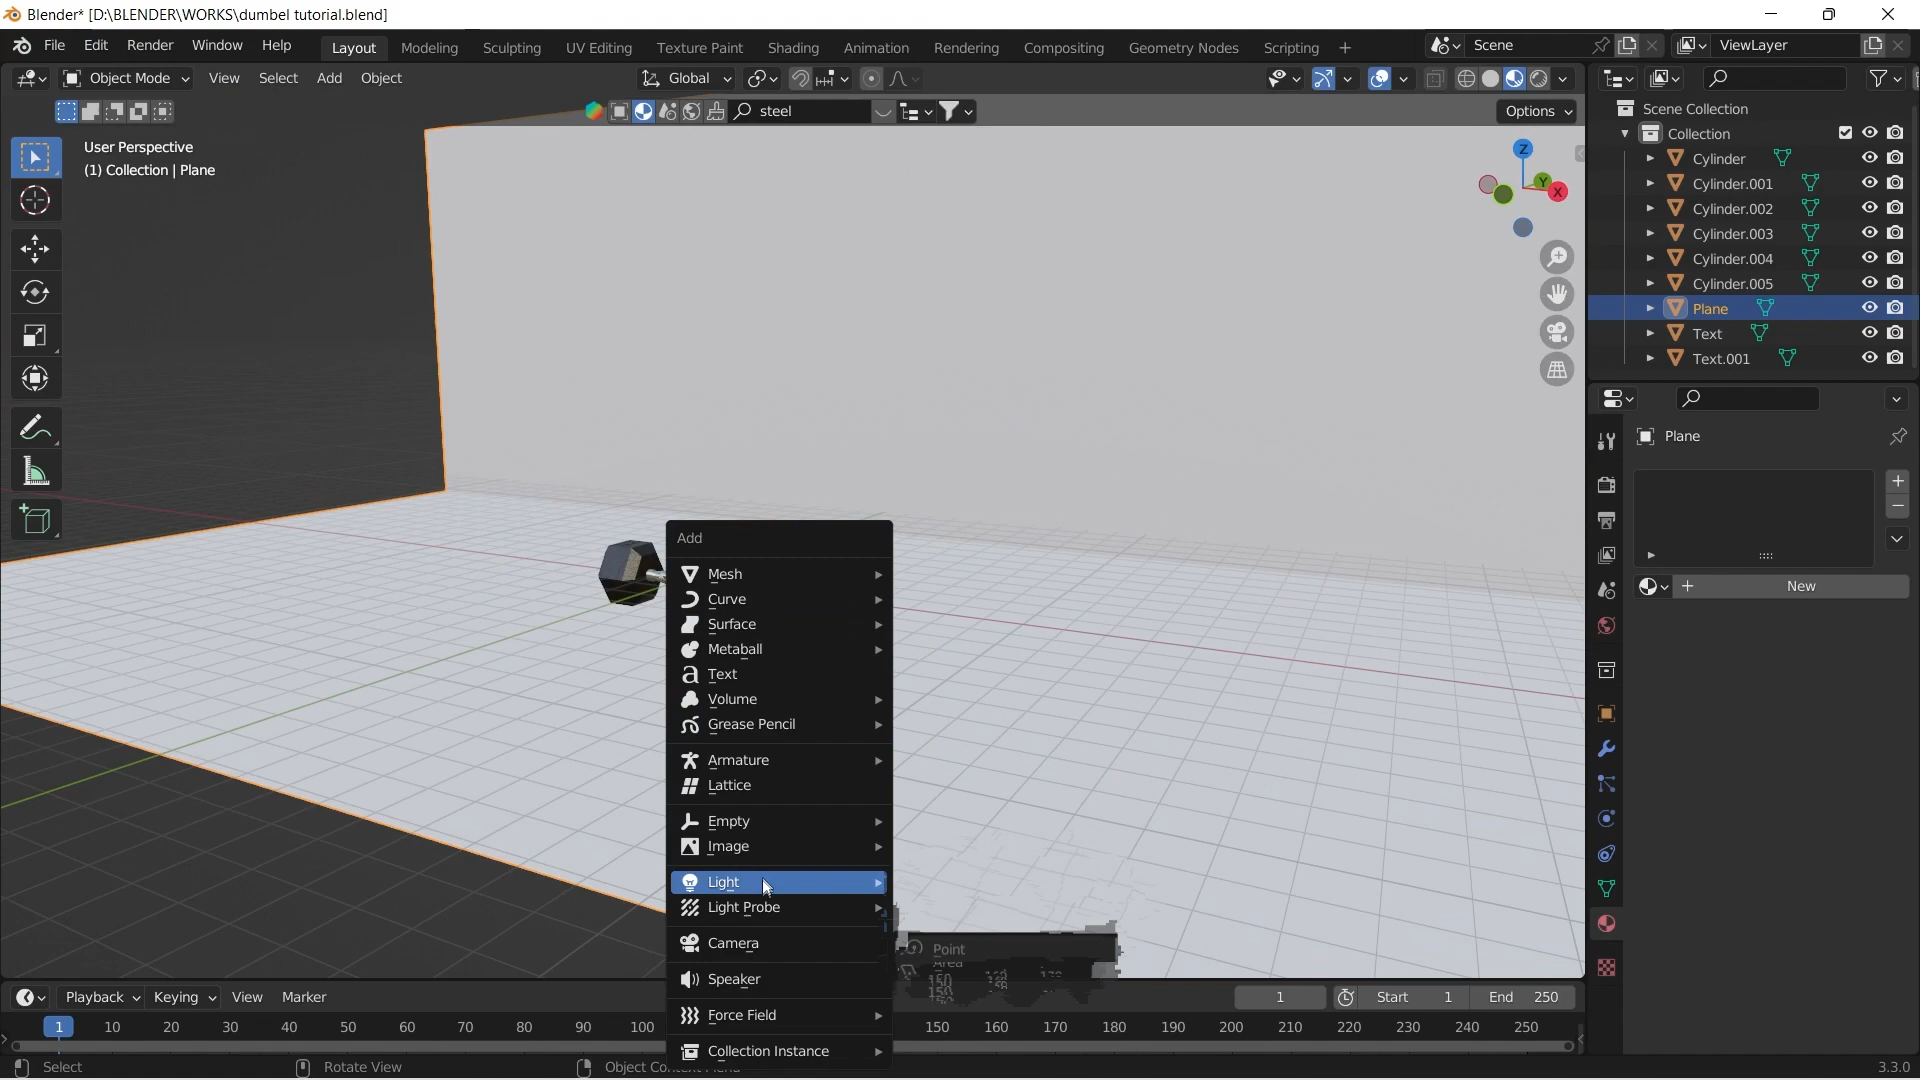 Blender* [D:\BLENDER\WORKS\dumbel tutorial.blend]
File Edit Render Window Help Layout Modeling Sculpting UV Editing Texture Paint Shading Animation Rendering Compositing Geometry Nodes Scripting + Scene ViewLayer
Object Mode View Select Add Object Global
steel Options
User Perspective
(1) Collection | Plane
Z
Y
X
Scene Collection
Collection
Cylinder
Cylinder.001
Cylinder.002
Cylinder.003
Cylinder.004
Cylinder.005
Plane
Text
Text.001
Plane
New
Add
Mesh
Curve
Surface
Metaball
Text
Volume
Grease Pencil
Armature
Lattice
Empty
Image
Light
Light Probe
Camera
Speaker
Force Field
Collection Instance
Point
Area
Playback Keying View Marker 1 Start 1 End 250
1 10 20 30 40 50 60 70 80 90 100 150 160 170 180 190 200 210 220 230 240 250
Select Rotate View Object 3.3.0